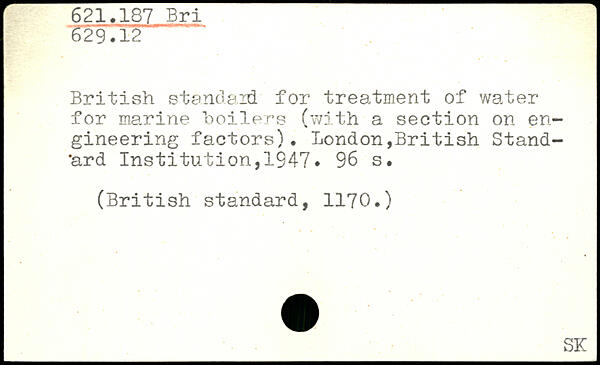 621.187 Bri
629.12
British standard for treatment of water
for marine boilers (with a section on en-
gineering factors). London,British Stand-
ard Institution,1947. 96 s.
(British standard, 1170.)
SK